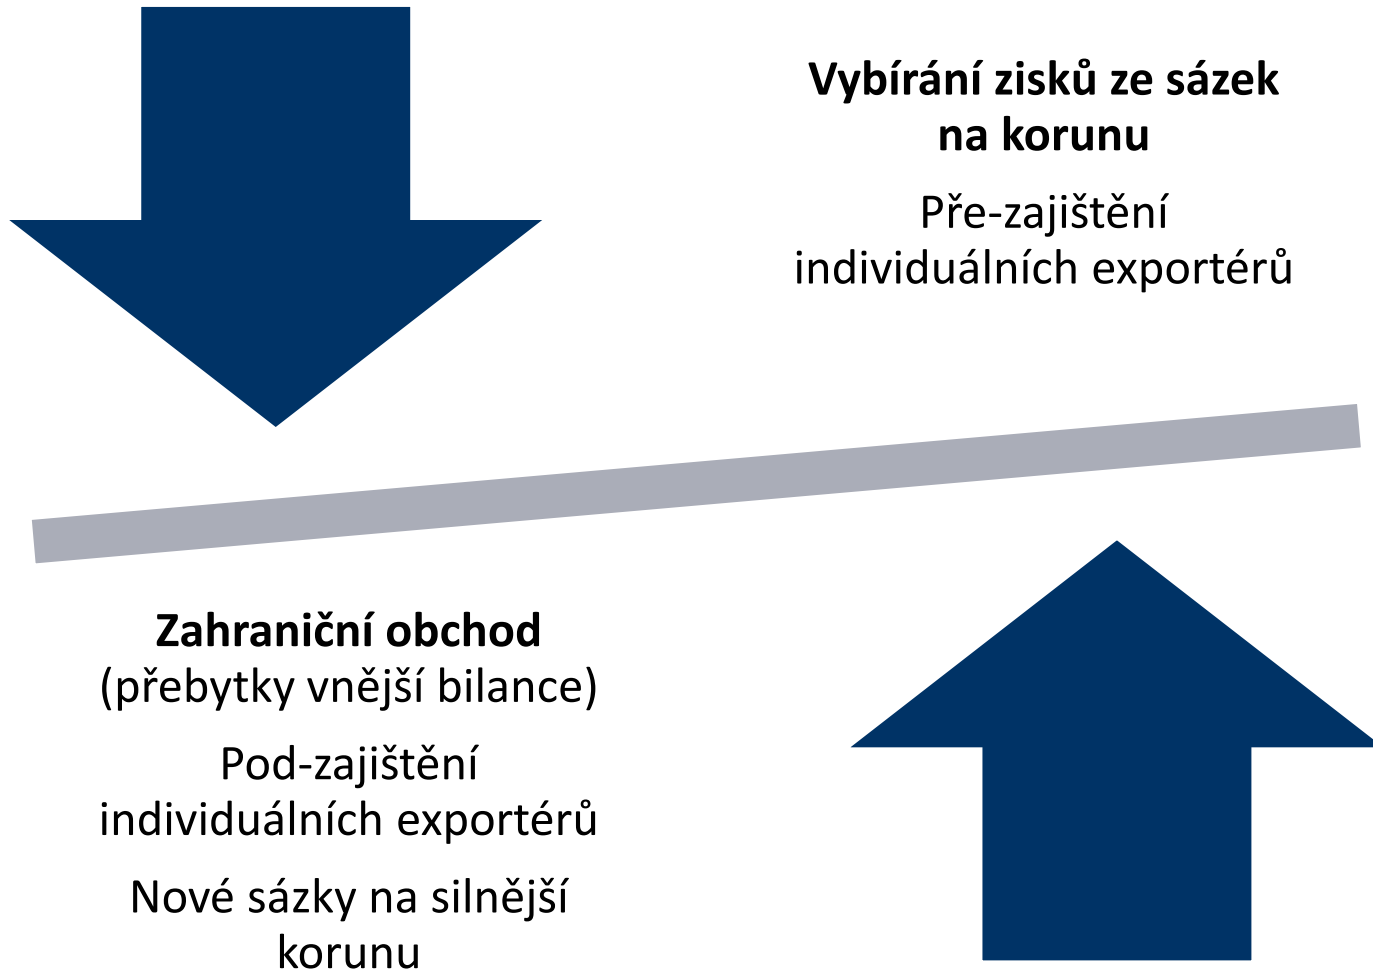 Vybírání zisků ze sázek
na korunu
Pře-zajištění
individuálních exportérů
Zahraniční obchod
(přebytky vnější bilance)
Pod-zajištění
individuálních exportérů
Nové sázky na silnější
korunu